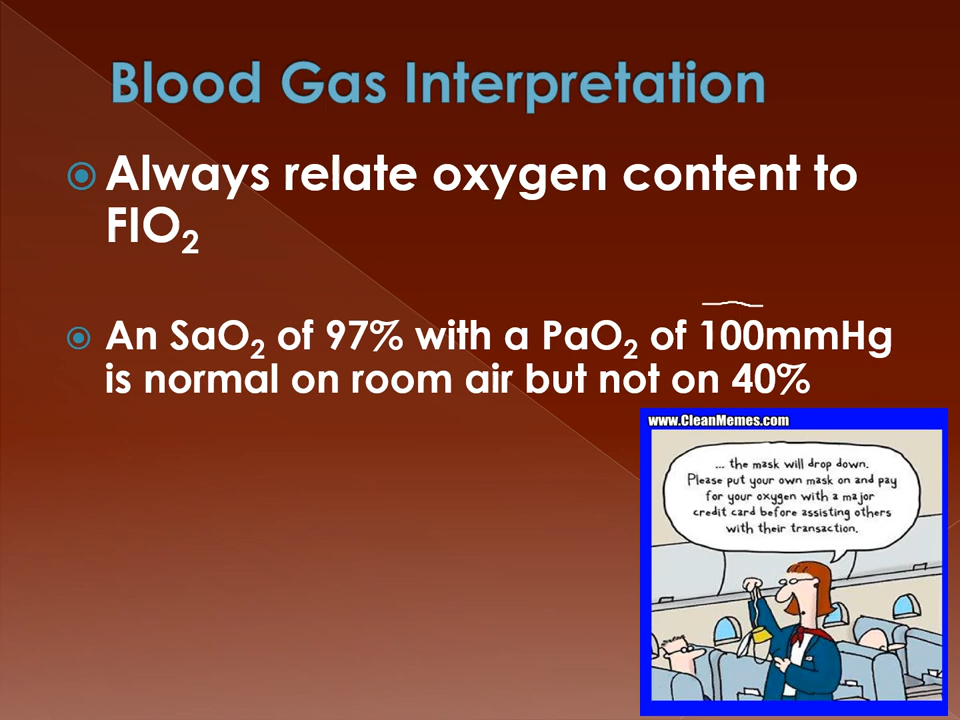 Blood Gas Interpretation
Always relate oxygen content to
FIO₂
An SaO₂ of 97% with a PaO₂ of 100mmHg
is normal on room air but not on 40%
www.CleanMemes.com
... the mask will drop down.
Please put your own mask on and pay
for your oxygen with a major
credit card before assisting others
with their transaction.